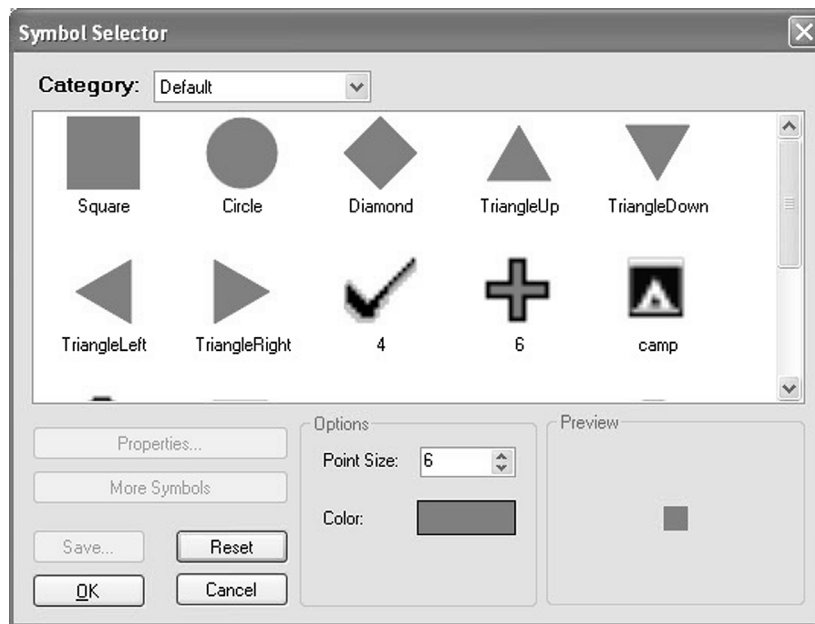 Symbol Selector
Category: Default
Square Circle Diamond TriangleUp TriangleDown
TriangleLeft TriangleRight 4 6 camp
Options
Preview
Properties...
Point Size: 6
More Symbols
Color:
Save... Reset
OK Cancel